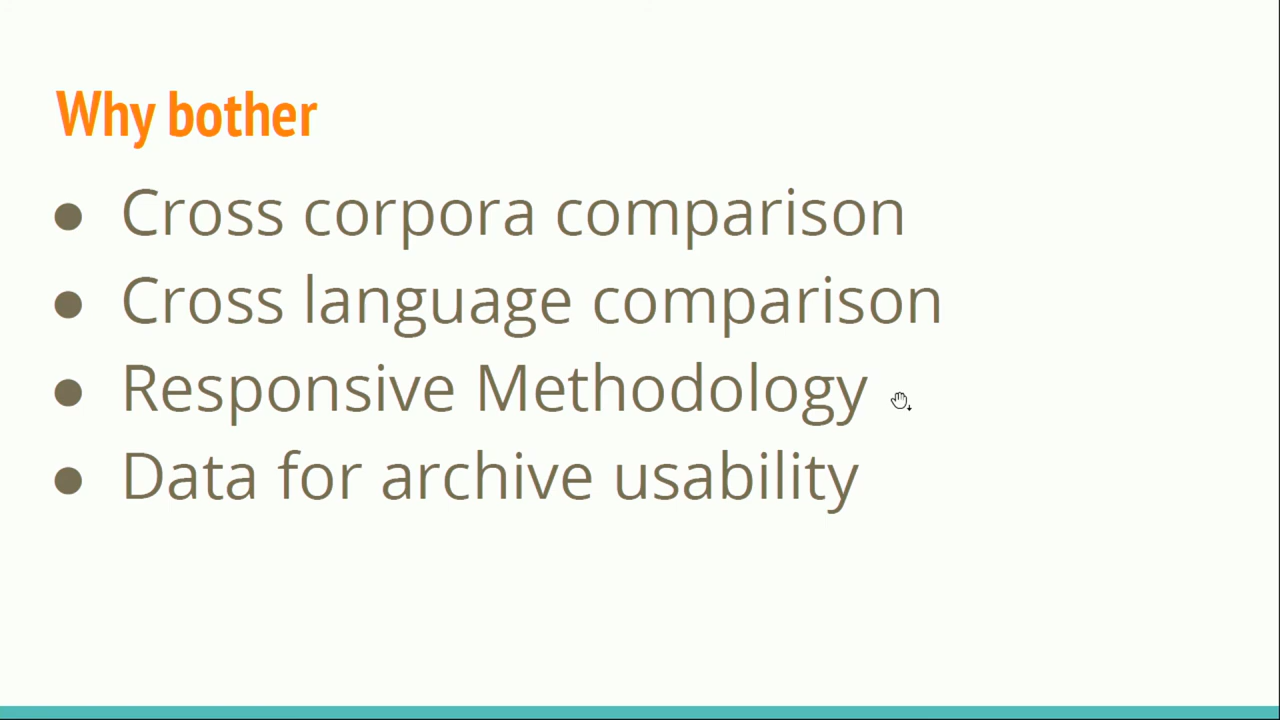 Why bother
● Cross corpora comparison
● Cross language comparison
● Responsive Methodology
● Data for archive usability